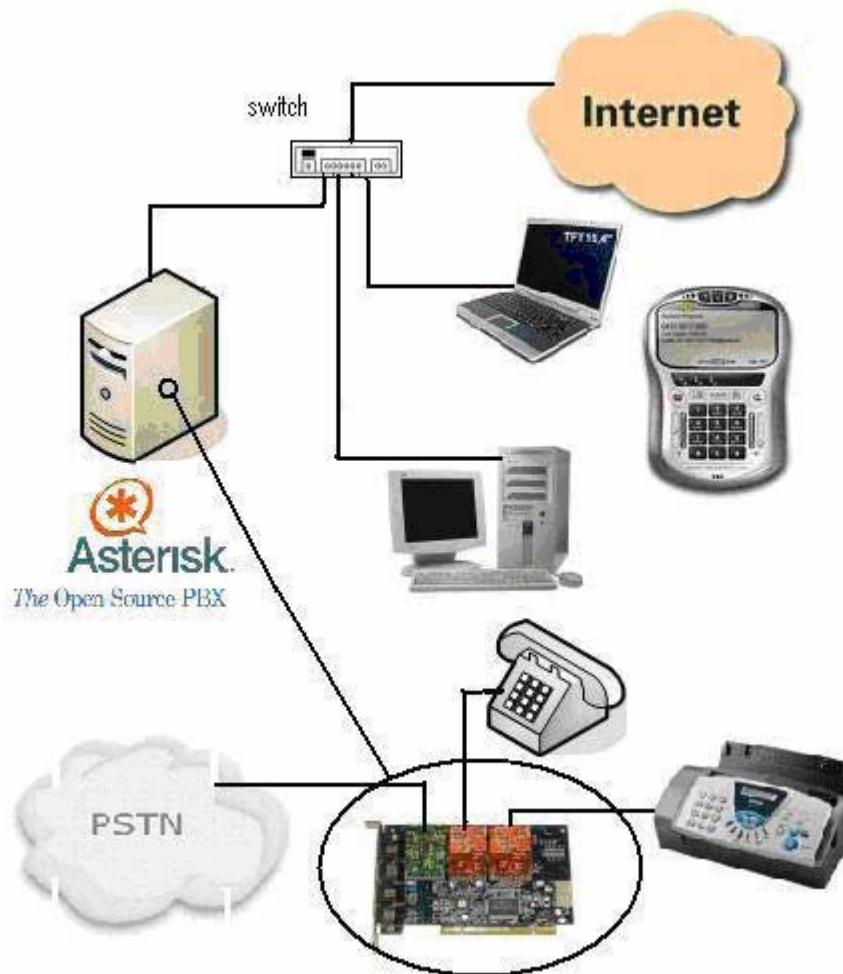 switch
Internet
TFT 15,4"
Asterisk.
The Open Source PBX
PSTN